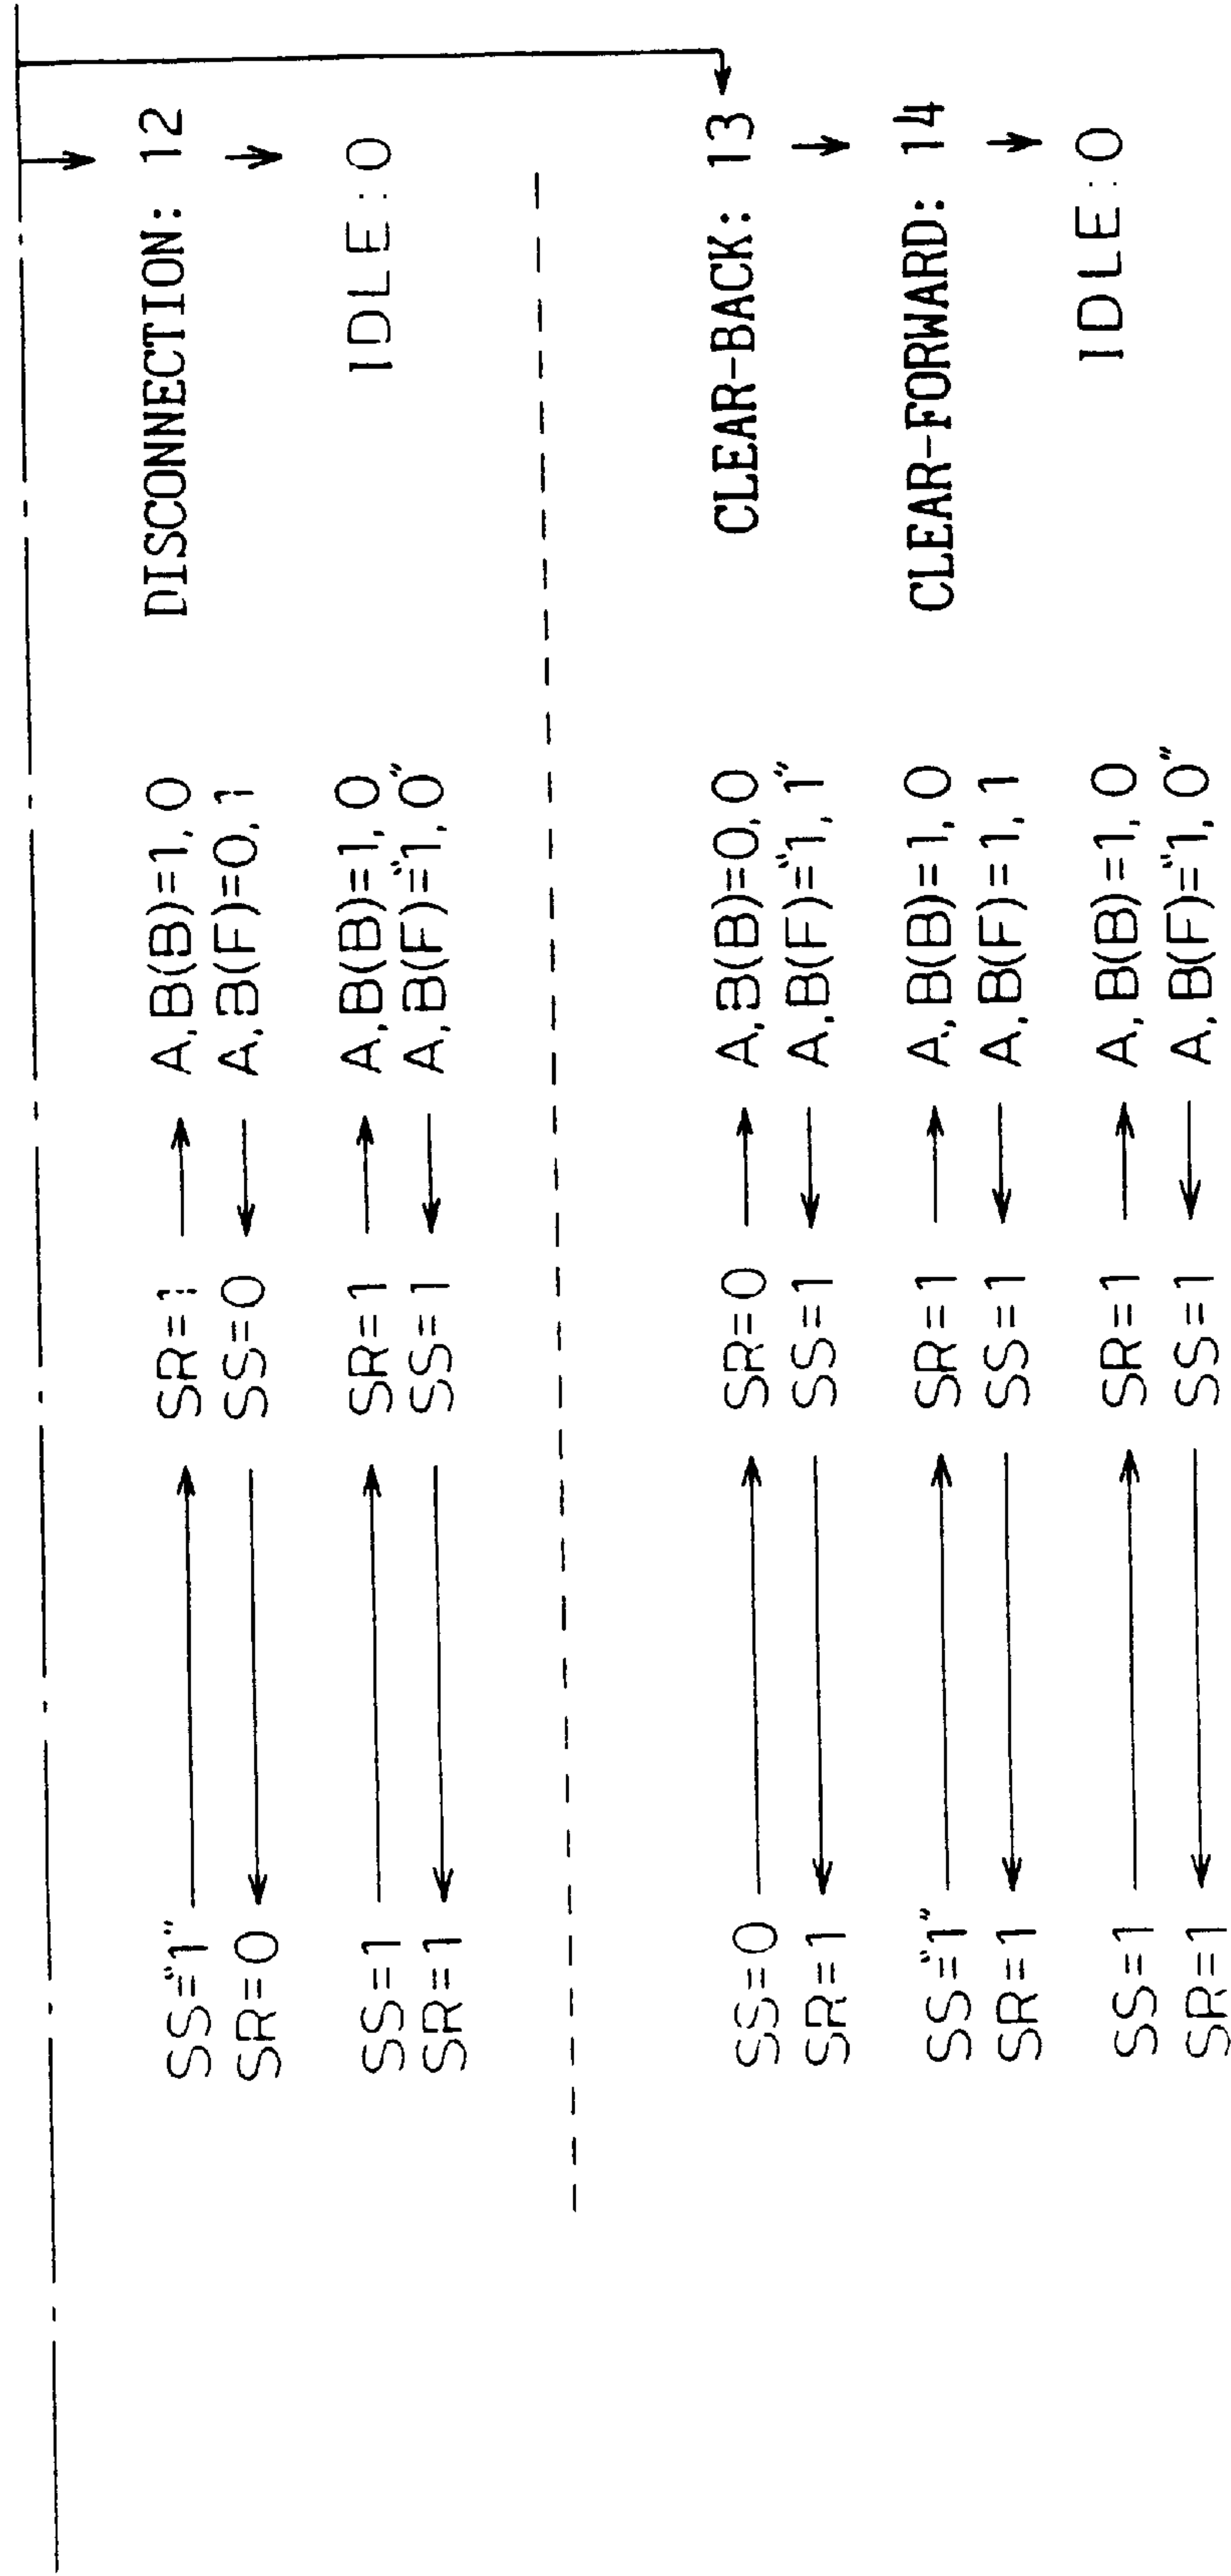 SS="1" SR=1 A,B(B)=1,0 DISCONNECTION: 12
SR=0 SS=0 A,B(F)=0,1
SS=1 SR=1 A,B(B)=1,0 IDLE:0
SR=1 SS=1 A,B(F)="1,0"
SS=0 SR=0 A,B(B)=0,0 CLEAR-BACK: 13
SR=1 SS=1 A,B(F)="1,1"
SS="1" SR=1 A,B(B)=1,0 CLEAR-FORWARD: 14
SR=1 SS=1 A,B(F)=1,1
SS=1 SR=1 A,B(B)=1,0 IDLE:0
SR=1 SS=1 A,B(F)="1,0"